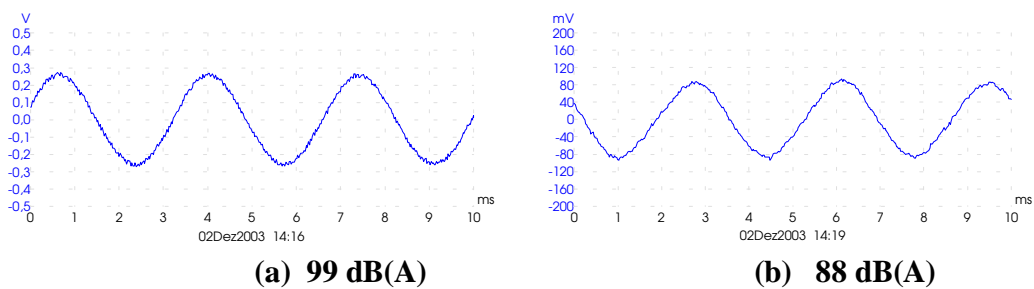 V
0,5
0,5
0,3
0,2
0,1
0,0
-0,1
-0,2
-0,3
-0,4
-0,5
0 1 2 3 4 5 6 7 8 9 10
ms
02Dez2003 14:16
(a) 99 dB(A)
mV
200
160
120
80
40
0
-40
-80
-120
-160
-200
0 1 2 3 4 5 6 7 8 9 10
ms
02Dez2003 14:19
(b) 88 dB(A)